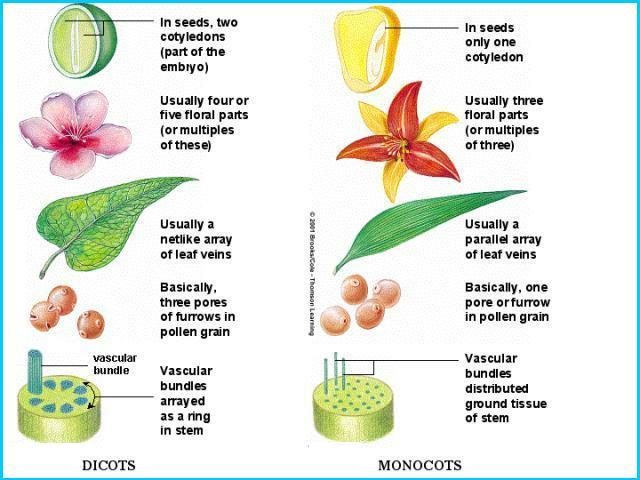 In seeds, two
cotyledons
(part of the
embryo)
Usually four or
five floral parts
(or multiples
of these)
Usually a
netlike array
of leaf veins
Basically,
three pores
of furrows in
pollen grain
vascular
bundle
Vascular
bundles
arrayed
as a ring
in stem
DICOTS
In seeds
only one
cotyledon
Usually three
floral parts
(or multiples
of three)
Usually a
parallel array
of leaf veins
Basically, one
pore or furrow
in pollen grain
Vascular
bundles
distributed
ground tissue
of stem
MONOCOTS
© 2001 Brooks/Cole - Thomson Learning